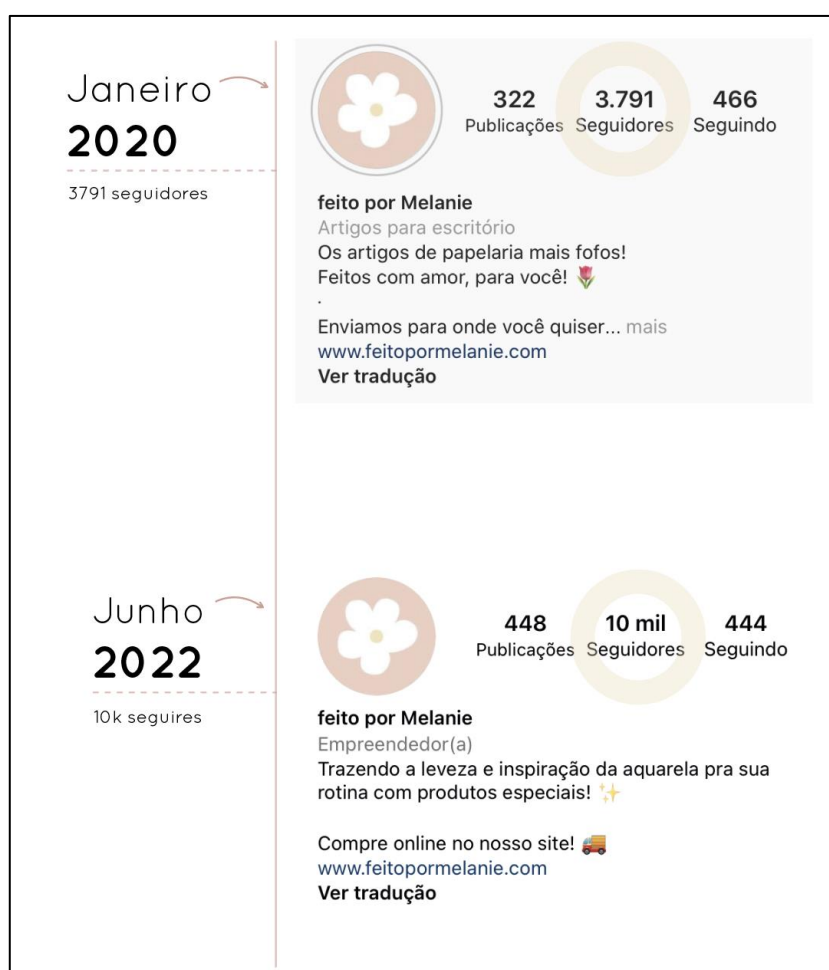 Janeiro
2020
3791 seguidores
322 3.791 466
Publicações Seguidores Seguindo
feito por Melanie
Artigos para escritório
Os artigos de papelaria mais fofos!
Feitos com amor, para você! 🌷
.
Enviamos para onde você quiser... mais
www.feitopormelanie.com
Ver tradução
Junho
2022
10k seguires
448 10 mil 444
Publicações Seguidores Seguindo
feito por Melanie
Empreendedor(a)
Trazendo a leveza e inspiração da aquarela pra sua
rotina com produtos especiais! ✨
Compre online no nosso site! 🚚
www.feitopormelanie.com
Ver tradução